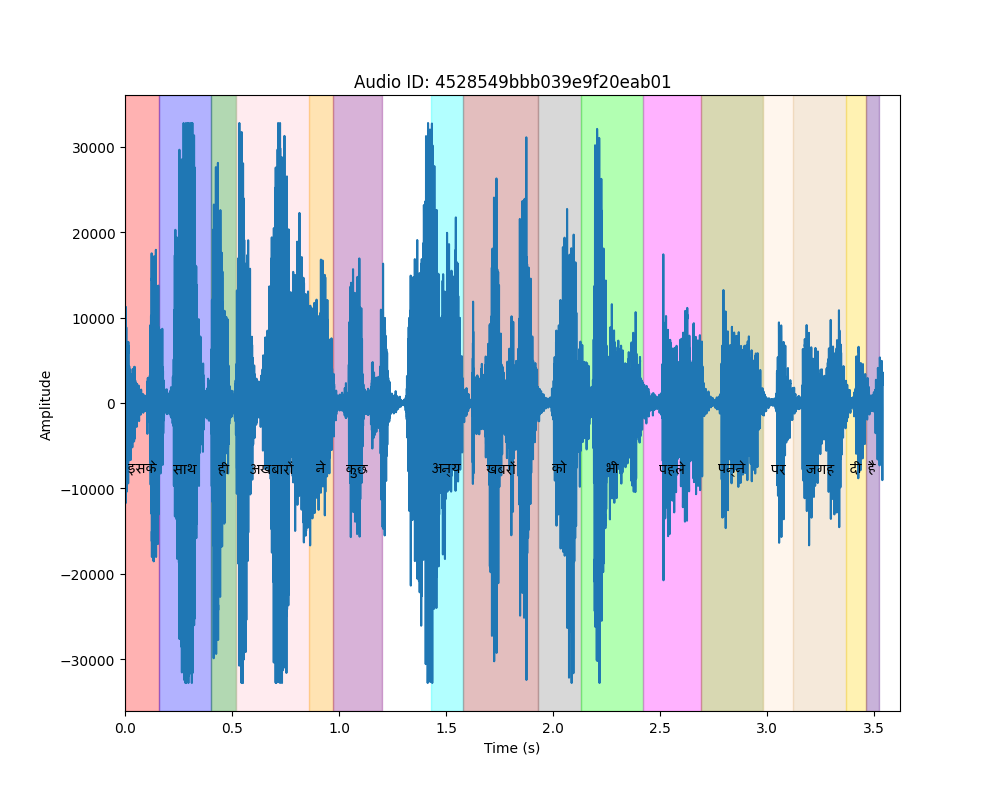 Audio ID: 4528549bbb039e9f20eab01
Amplitude
30000
20000
10000
0
−10000
−20000
−30000
इसके साथ ही अखबारों ने कुछ अन्य खबरों को भी पहले पन्ने पर जगह दी है
0.0 0.5 1.0 1.5 2.0 2.5 3.0 3.5
Time (s)